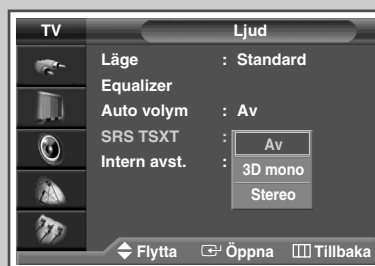 TV Ljud
Läge : Standard
Equalizer
Auto volym : Av
SRS TSXT : Av
3D mono
Intern avst. :
Stereo
Flytta Öppna Tillbaka